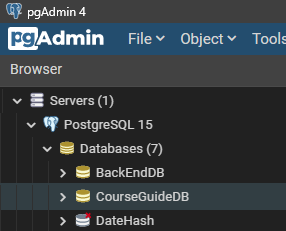 pgAdmin 4
pgAdmin File Object Tools
Browser
Servers (1)
PostgreSQL 15
Databases (7)
BackEndDB
CourseGuideDB
DateHash